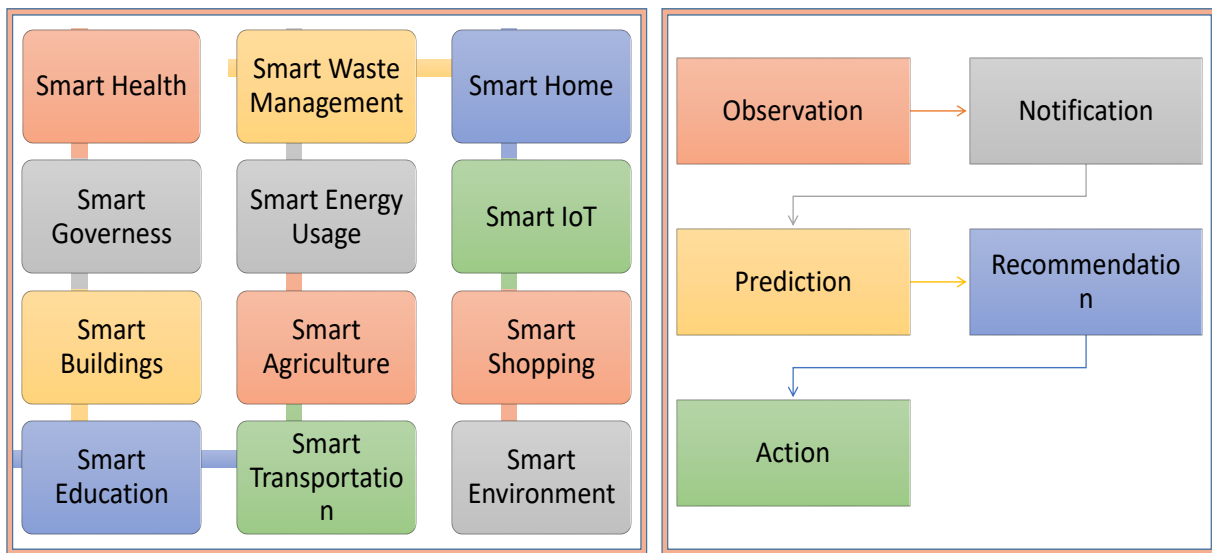 Smart Health
Smart Waste
Management
Smart Home
Smart
Governess
Smart Energy
Usage
Smart IoT
Smart
Buildings
Smart
Agriculture
Smart
Shopping
Smart
Education
Smart
Transportatio
n
Smart
Environment
Observation
Notification
Prediction
Recommendatio
n
Action